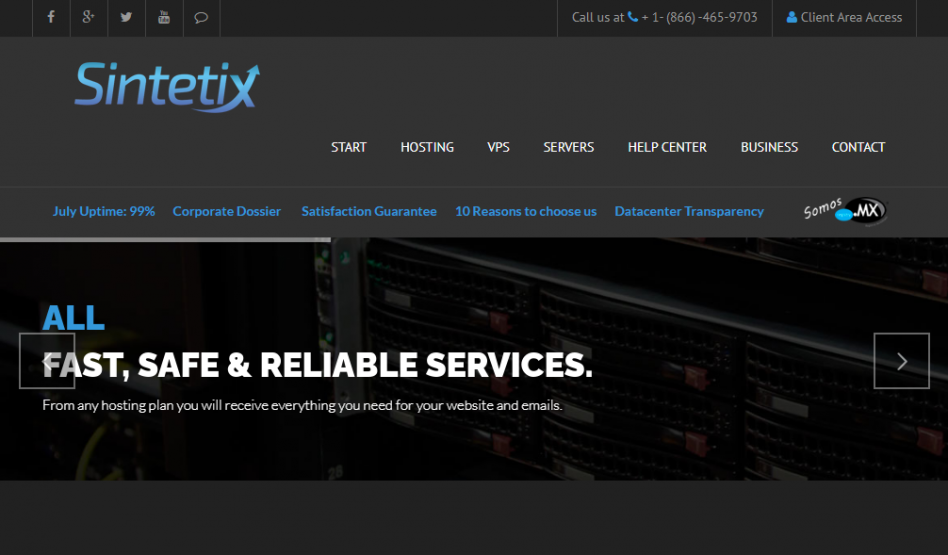 Call us at + 1- (866) -465-9703
Client Area Access
Sintetix
START HOSTING VPS SERVERS HELP CENTER BUSINESS CONTACT
July Uptime: 99% Corporate Dossier Satisfaction Guarantee 10 Reasons to choose us Datacenter Transparency
Somos .MX
ALL
FAST, SAFE & RELIABLE SERVICES.
From any hosting plan you will receive everything you need for your website and emails.